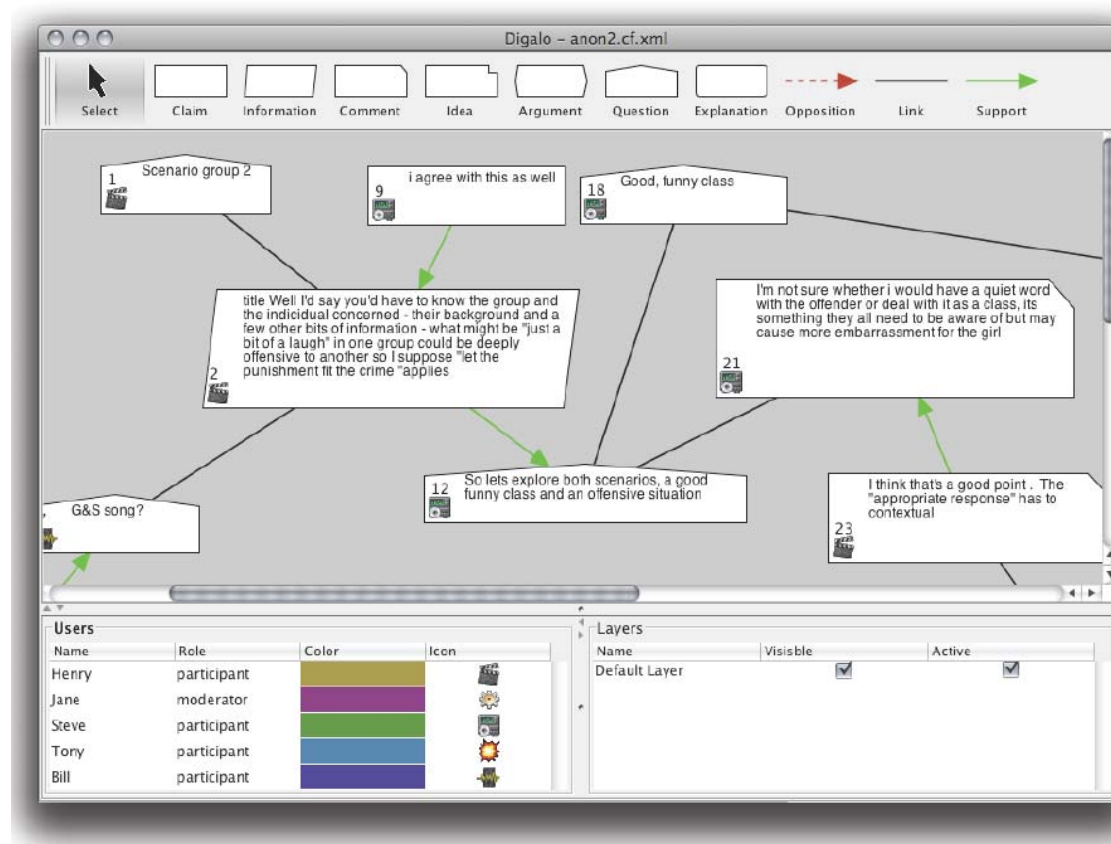 Digalo – anon2.cf.xml
Select
Claim
Information
Comment
Idea
Argument
Question
Explanation
Opposition
Link
Support
1
Scenario group 2
9
i agree with this as well
18
Good, funny class
title Well I'd say you'd have to know the group and
the indicidual concerned - their background and a
few other bits of information - what might be "just a
bit of a laugh" in one group could be deeply
offensive to another so I suppose "let the
punishment fit the crime "applies
2
I'm not sure whether i would have a quiet word
with the offender or deal with it as a class, its
something they all need to be aware of but may
cause more embarrassment for the girl
21
12
So lets explore both scenarios, a good
funny class and an offensive situation
G&S song?
I think that's a good point . The
"appropriate response" has to
contextual
23
Users
Name Role Color Icon
Henry participant
Jane moderator
Steve participant
Tony participant
Bill participant
Layers
Name Visisble Active
Default Layer